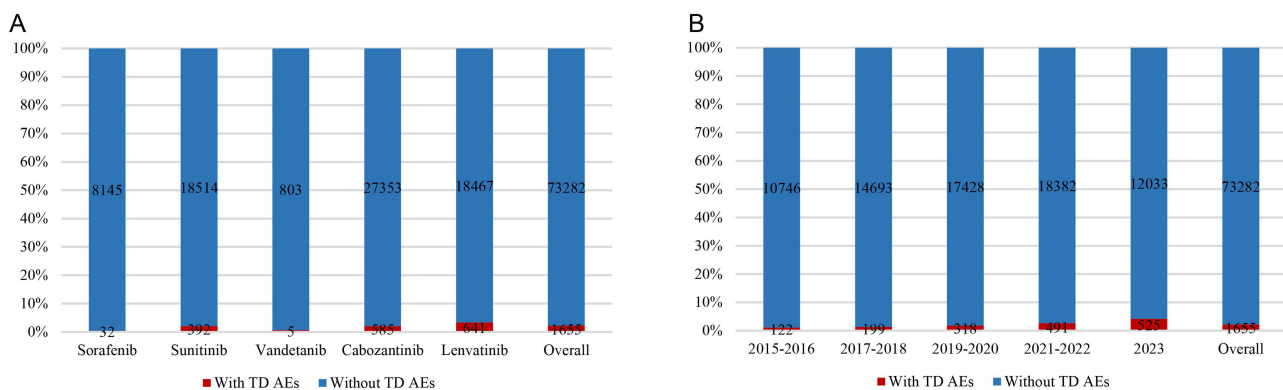 A
100%
90%
80%
70%
60%
50%
40%
30%
20%
10%
0%
8145 18514 803 27353 18467 73282
32 392 5 585 641 1655
Sorafenib Sunitinib Vandetanib Cabozantinib Lenvatinib Overall
With TD AEs Without TD AEs
B
100%
90%
80%
70%
60%
50%
40%
30%
20%
10%
0%
10746 14693 17428 18382 12033 73282
122 199 318 491 525 1655
2015-2016 2017-2018 2019-2020 2021-2022 2023 Overall
With TD AEs Without TD AEs